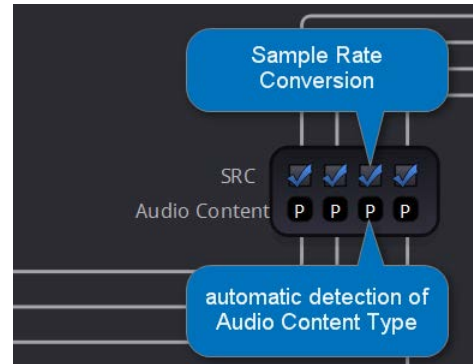 Sample Rate
Conversion
SRC
Audio Content P P P P
automatic detection of
Audio Content Type